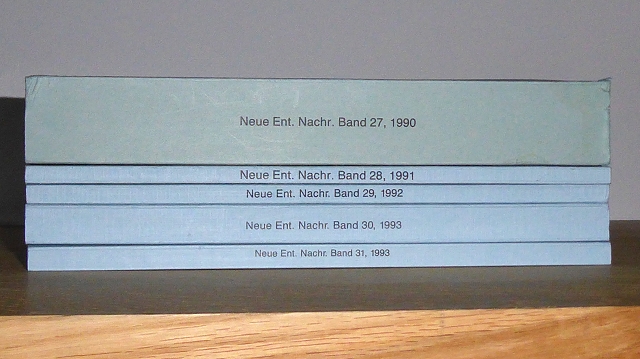 Neue Ent. Nachr. Band 27, 1990
Neue Ent. Nachr. Band 28, 1991
Neue Ent. Nachr. Band 29, 1992
Neue Ent. Nachr. Band 30, 1993
Neue Ent. Nachr. Band 31, 1993